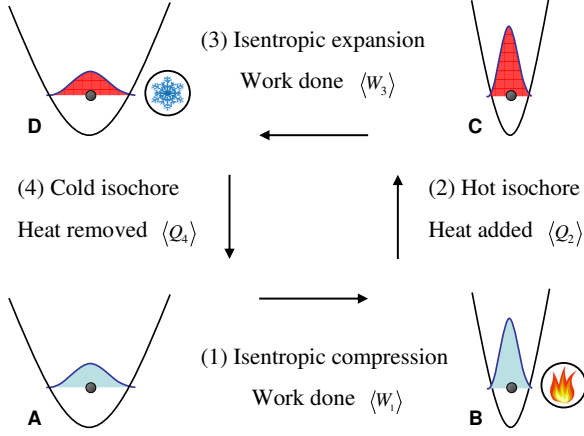 (3) Isentropic expansion
Work done ⟨W₃⟩
D
C
(4) Cold isochore
Heat removed ⟨Q₄⟩
(2) Hot isochore
Heat added ⟨Q₂⟩
(1) Isentropic compression
Work done ⟨W₁⟩
A
B